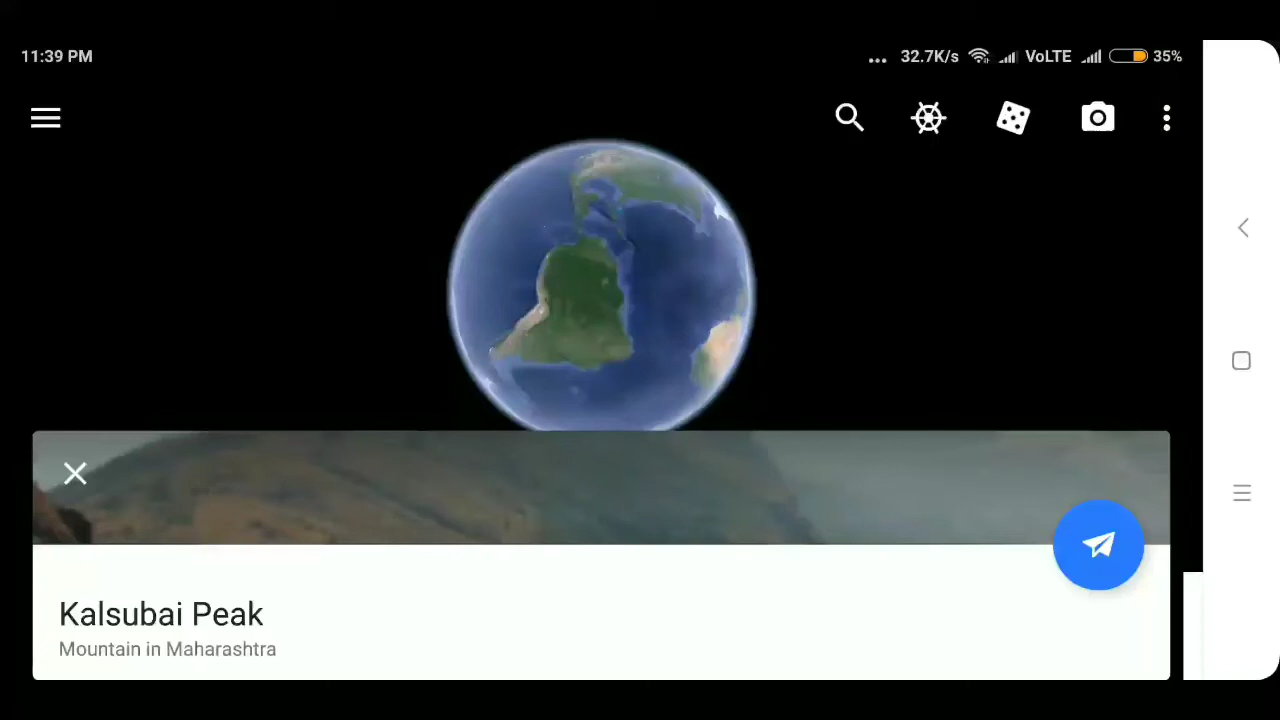 11:39 PM
... 32.7K/s VoLTE 35%
Kalsubai Peak
Mountain in Maharashtra